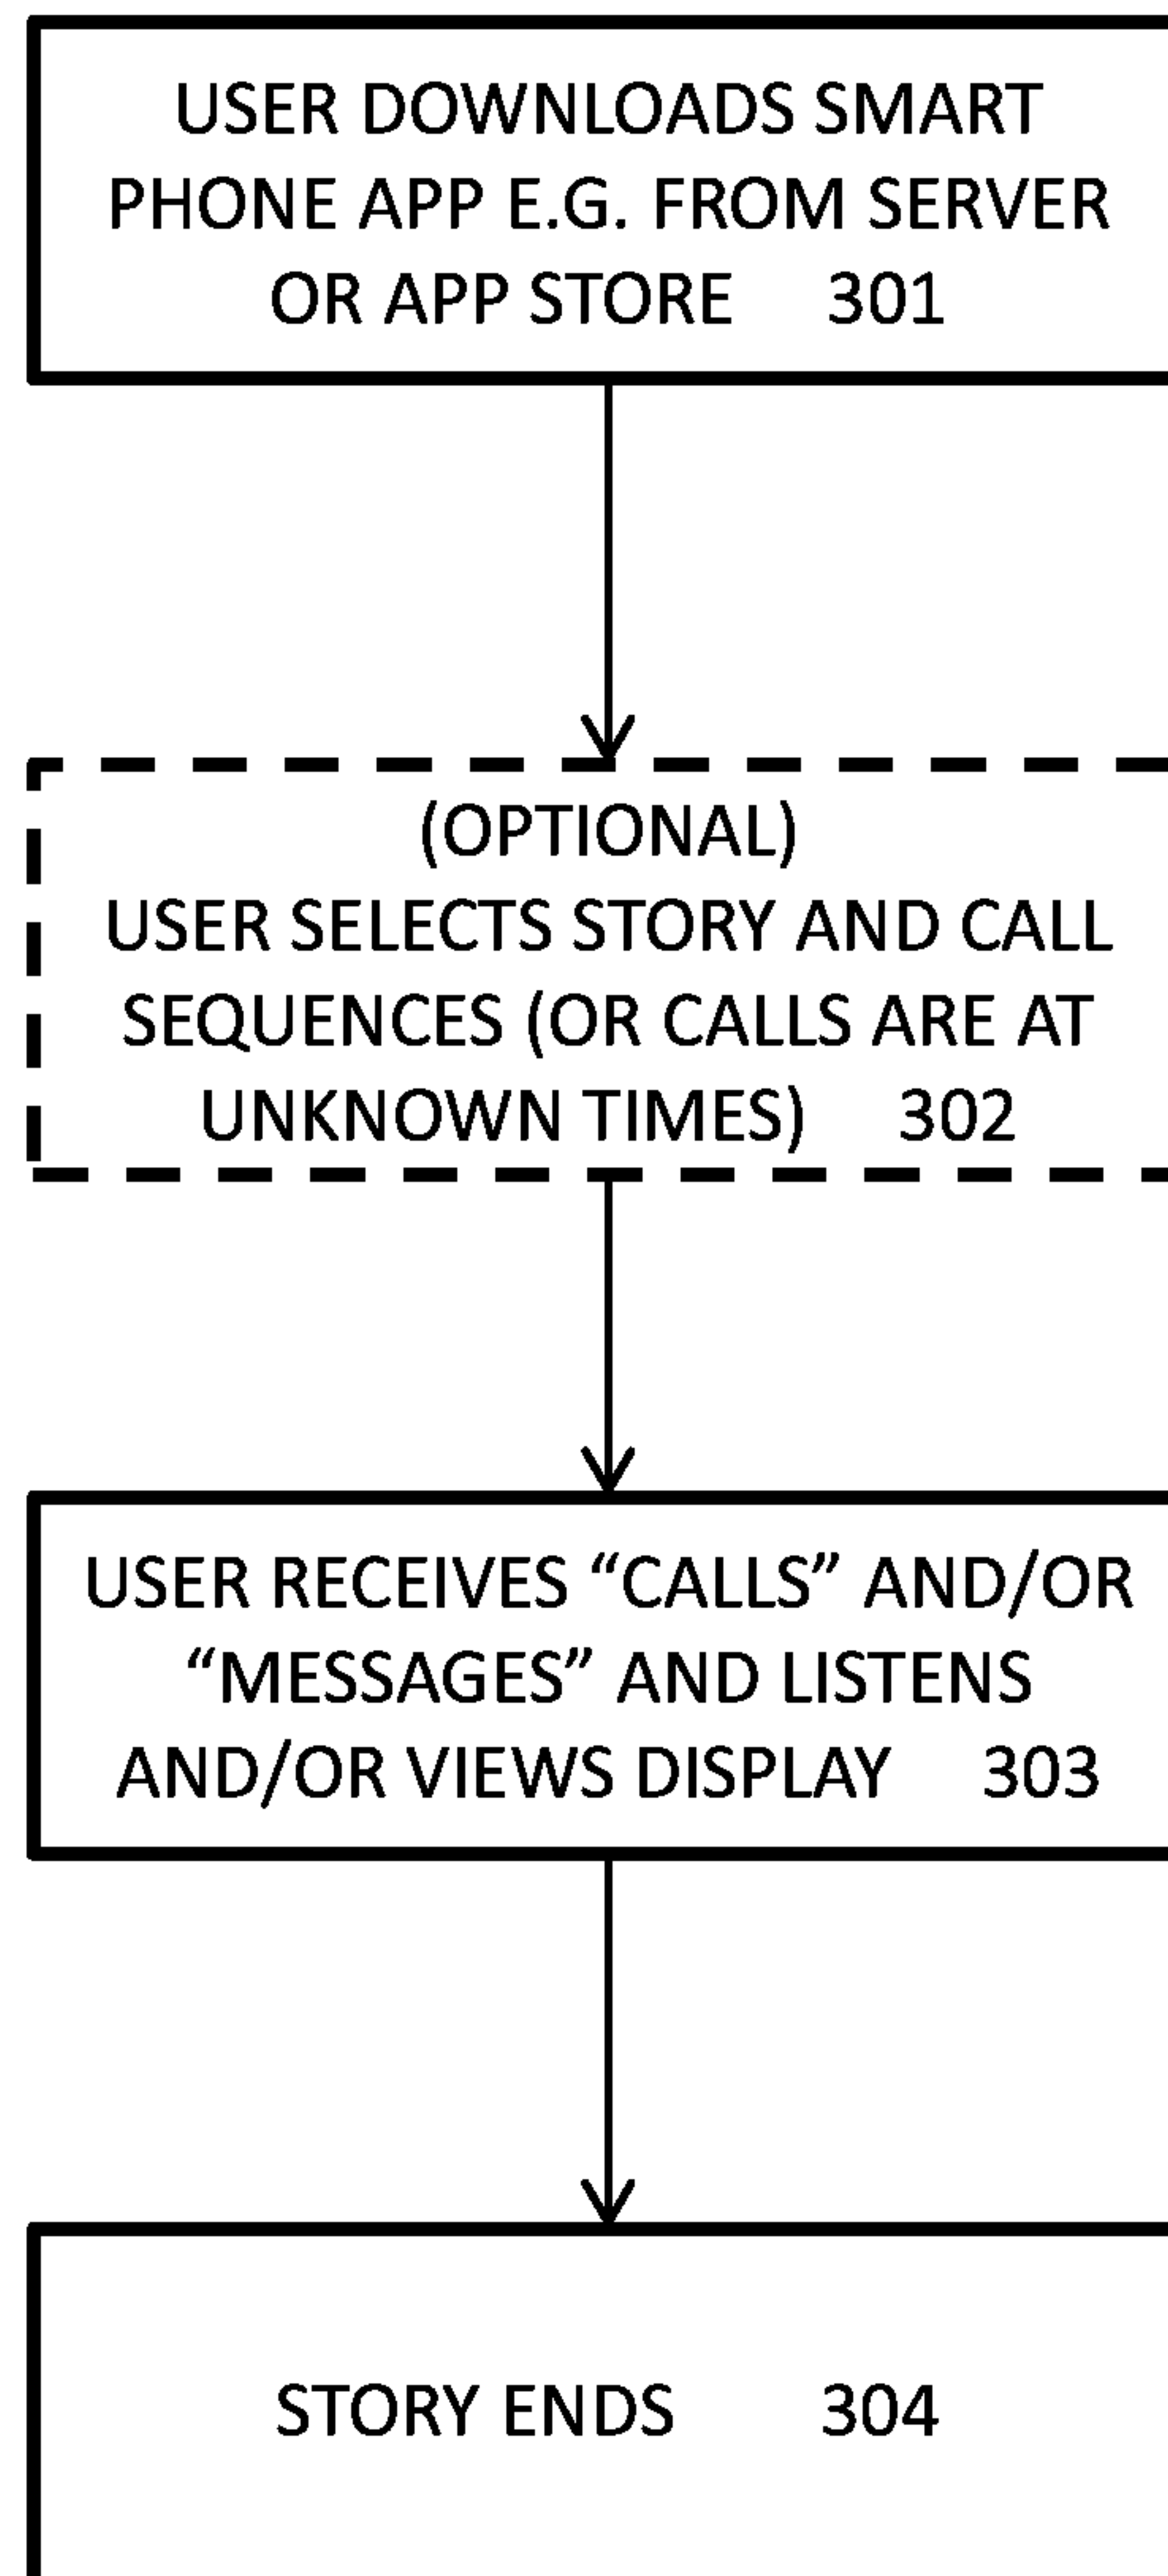 USER DOWNLOADS SMART
PHONE APP E.G. FROM SERVER
OR APP STORE 301
(OPTIONAL)
USER SELECTS STORY AND CALL
SEQUENCES (OR CALLS ARE AT
UNKNOWN TIMES) 302
USER RECEIVES “CALLS” AND/OR
“MESSAGES” AND LISTENS
AND/OR VIEWS DISPLAY 303
STORY ENDS 304